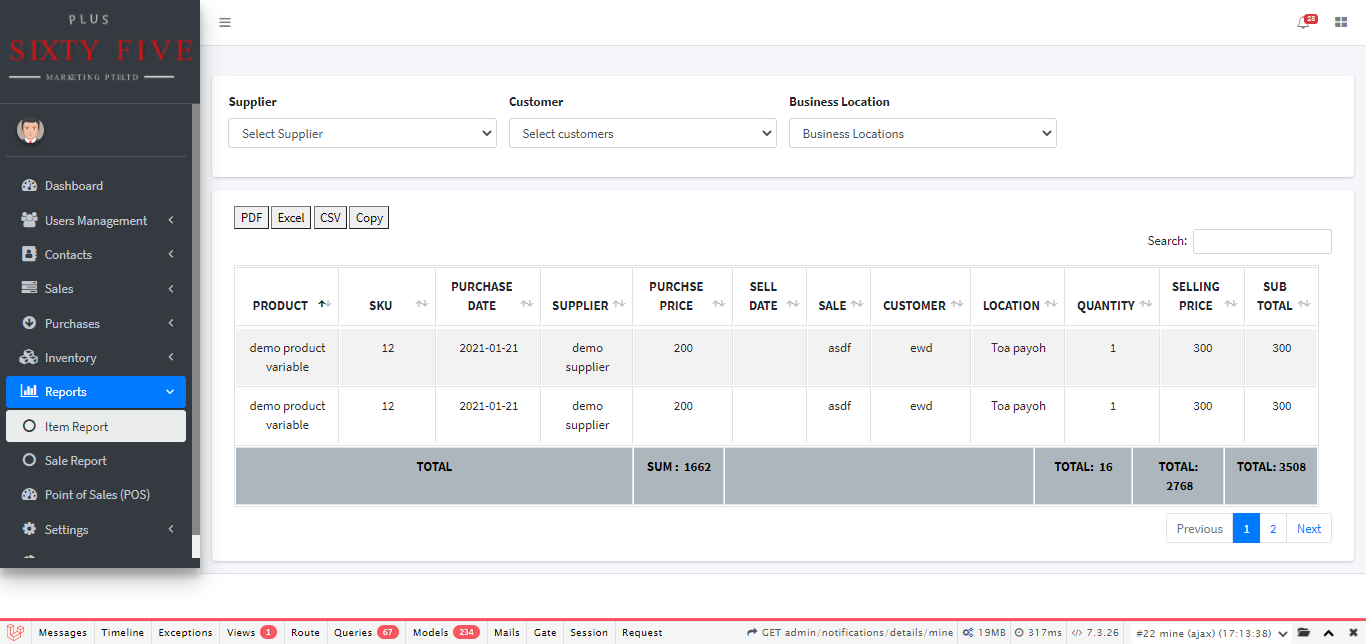 PLUS
SIXTY FIVE
MARKETING PTELTD
28
Dashboard
Users Management
Contacts
Sales
Purchases
Inventory
Reports
Item Report
Sale Report
Point of Sales (POS)
Settings
Supplier Customer Business Location
Select Supplier Select customers Business Locations
PDF Excel CSV Copy
Search:
PRODUCT SKU PURCHASE DATE SUPPLIER PURCHSE PRICE SELL DATE SALE CUSTOMER LOCATION QUANTITY SELLING PRICE SUB TOTAL
demo product variable 12 2021-01-21 demo supplier 200 asdf ewd Toa payoh 1 300 300
demo product variable 12 2021-01-21 demo supplier 200 asdf ewd Toa payoh 1 300 300
TOTAL SUM : 1662 TOTAL: 16 TOTAL: 2768 TOTAL: 3508
Previous 1 2 Next
Messages Timeline Exceptions Views 1 Route Queries 67 Models 234 Mails Gate Session Request GET admin/notifications/details/mine 19MB 317ms 7.3.26 #22 mine (ajax) (17:13:38)